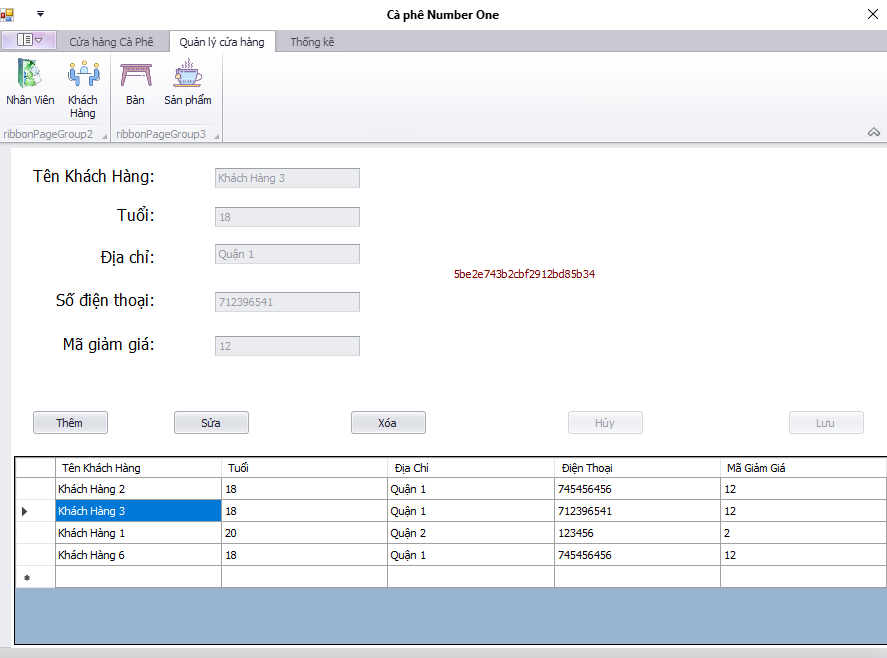 Cà phê Number One
Cửa hàng Cà Phê Quản lý cửa hàng Thống kê
Nhân Viên Khách Hàng Bàn Sản phẩm
ribbonPageGroup2 ribbonPageGroup3
Tên Khách Hàng: Khách Hàng 3
Tuổi: 18
Địa chỉ: Quận 1
5be2e743b2cbf2912bd85b34
Số điện thoại: 712396541
Mã giảm giá: 12
Thêm Sửa Xóa Hủy Lưu
Tên Khách Hàng Tuổi Địa Chỉ Điện Thoại Mã Giảm Giá
Khách Hàng 2 18 Quận 1 745456456 12
Khách Hàng 3 18 Quận 1 712396541 12
Khách Hàng 1 20 Quận 2 123456 2
Khách Hàng 6 18 Quận 1 745456456 12